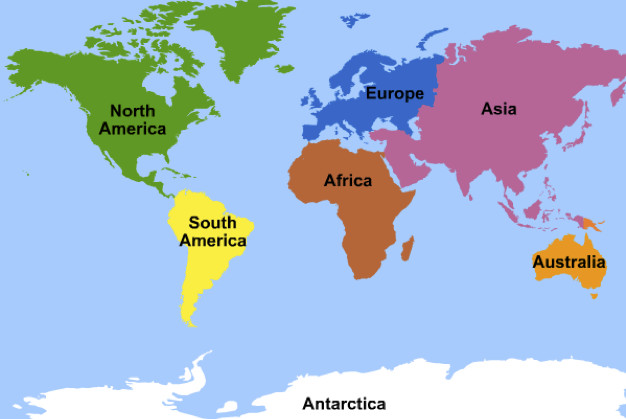 North
America
Europe
Asia
Africa
South
America
Australia
Antarctica